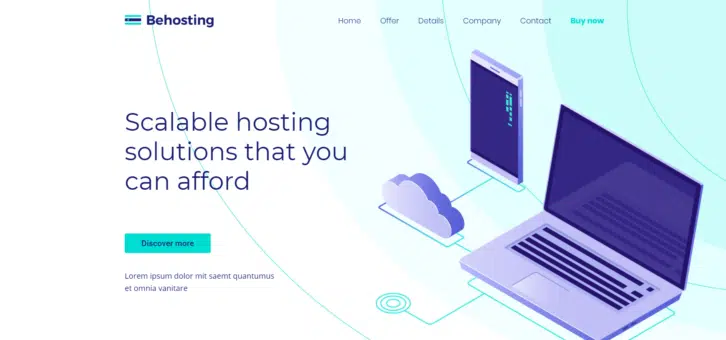 Behosting
Home Offer Details Company Contact Buy now
Scalable hosting
solutions that you
can afford
Discover more
Lorem ipsum dolor mit saemt quantumus
et omnia vanitare